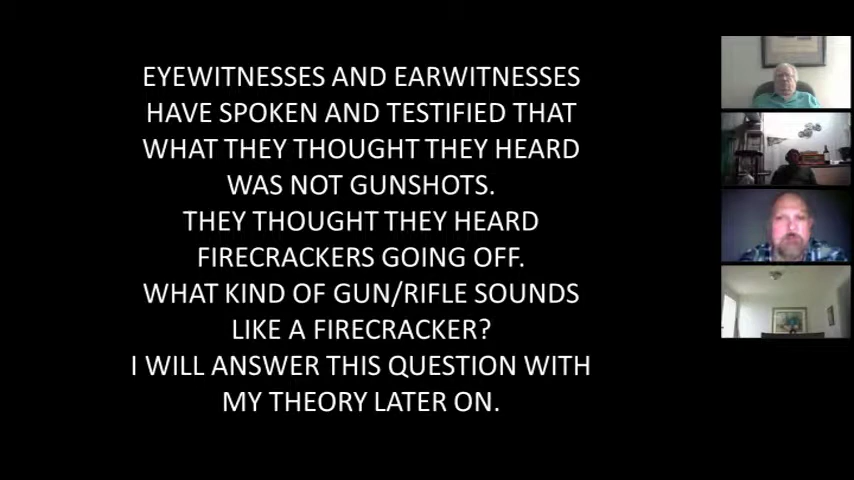 EYEWITNESSES AND EARWITNESSES
HAVE SPOKEN AND TESTIFIED THAT
WHAT THEY THOUGHT THEY HEARD
WAS NOT GUNSHOTS.
THEY THOUGHT THEY HEARD
FIRECRACKERS GOING OFF.
WHAT KIND OF GUN/RIFLE SOUNDS
LIKE A FIRECRACKER?
I WILL ANSWER THIS QUESTION WITH
MY THEORY LATER ON.